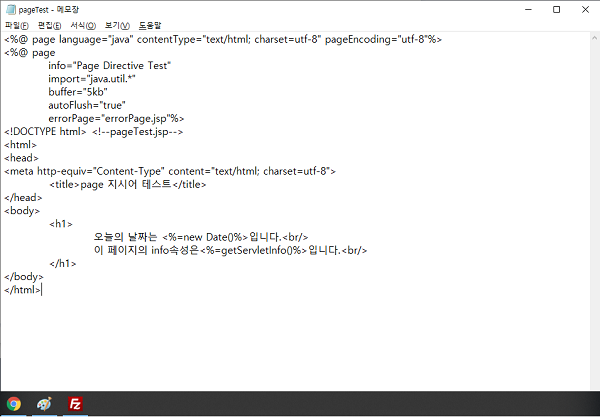 pageTest - 메모장
파일(F) 편집(E) 서식(O) 보기(V) 도움말
<%@ page language="java" contentType="text/html; charset=utf-8" pageEncoding="utf-8"%>
<%@ page
info="Page Directive Test"
import="java.util.*"
buffer="5kb"
autoFlush="true"
errorPage="errorPage.jsp"%>
<!DOCTYPE html> <!--pageTest.jsp-->
<html>
<head>
<meta http-equiv="Content-Type" content="text/html; charset=utf-8">
<title>page 지시어 테스트</title>
</head>
<body>
<h1>
오늘의 날짜는 <%=new Date()%>입니다.<br/>
이 페이지의 info속성은<%=getServletInfo()%>입니다.<br/>
</h1>
</body>
</html>
Fz